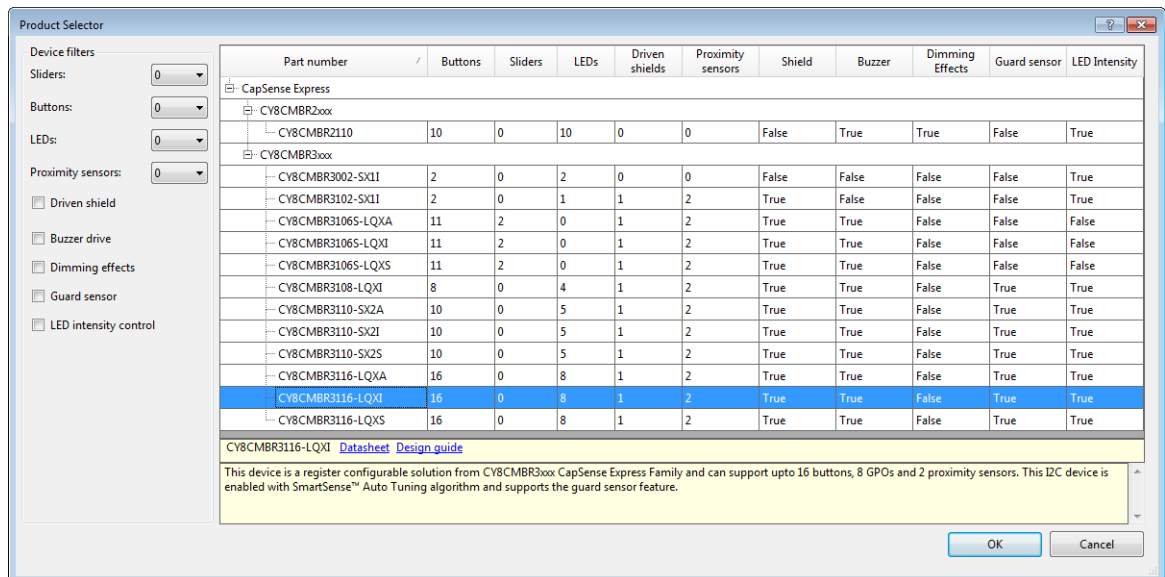 Product Selector
Device filters
Sliders: 0
Buttons: 0
LEDs: 0
Proximity sensors: 0
Driven shield
Buzzer drive
Dimming effects
Guard sensor
LED intensity control
Part number Buttons Sliders LEDs Driven shields Proximity sensors Shield Buzzer Dimming Effects Guard sensor LED Intensity
CapSense Express
CY8CMBR2xxx
CY8CMBR2110 10 0 10 0 0 False True True False True
CY8CMBR3xxx
CY8CMBR3002-SX1I 2 0 2 0 0 False False False False True
CY8CMBR3102-SX1I 2 0 1 1 2 True False False False True
CY8CMBR3106S-LQXA 11 2 0 1 2 True True False False False
CY8CMBR3106S-LQXI 11 2 0 1 2 True True False False False
CY8CMBR3106S-LQXS 11 2 0 1 2 True True False False False
CY8CMBR3108-LQXI 8 0 4 1 2 True True False True True
CY8CMBR3110-SX2A 10 0 5 1 2 True True False True True
CY8CMBR3110-SX2I 10 0 5 1 2 True True False True True
CY8CMBR3110-SX2S 10 0 5 1 2 True True False True True
CY8CMBR3116-LQXA 16 0 8 1 2 True True False True True
CY8CMBR3116-LQXI 16 0 8 1 2 True True False True True
CY8CMBR3116-LQXS 16 0 8 1 2 True True False True True
CY8CMBR3116-LQXI Datasheet Design guide
This device is a register configurable solution from CY8CMBR3xxx CapSense Express Family and can support upto 16 buttons, 8 GPOs and 2 proximity sensors. This I2C device is
enabled with SmartSense™ Auto Tuning algorithm and supports the guard sensor feature.
OK Cancel